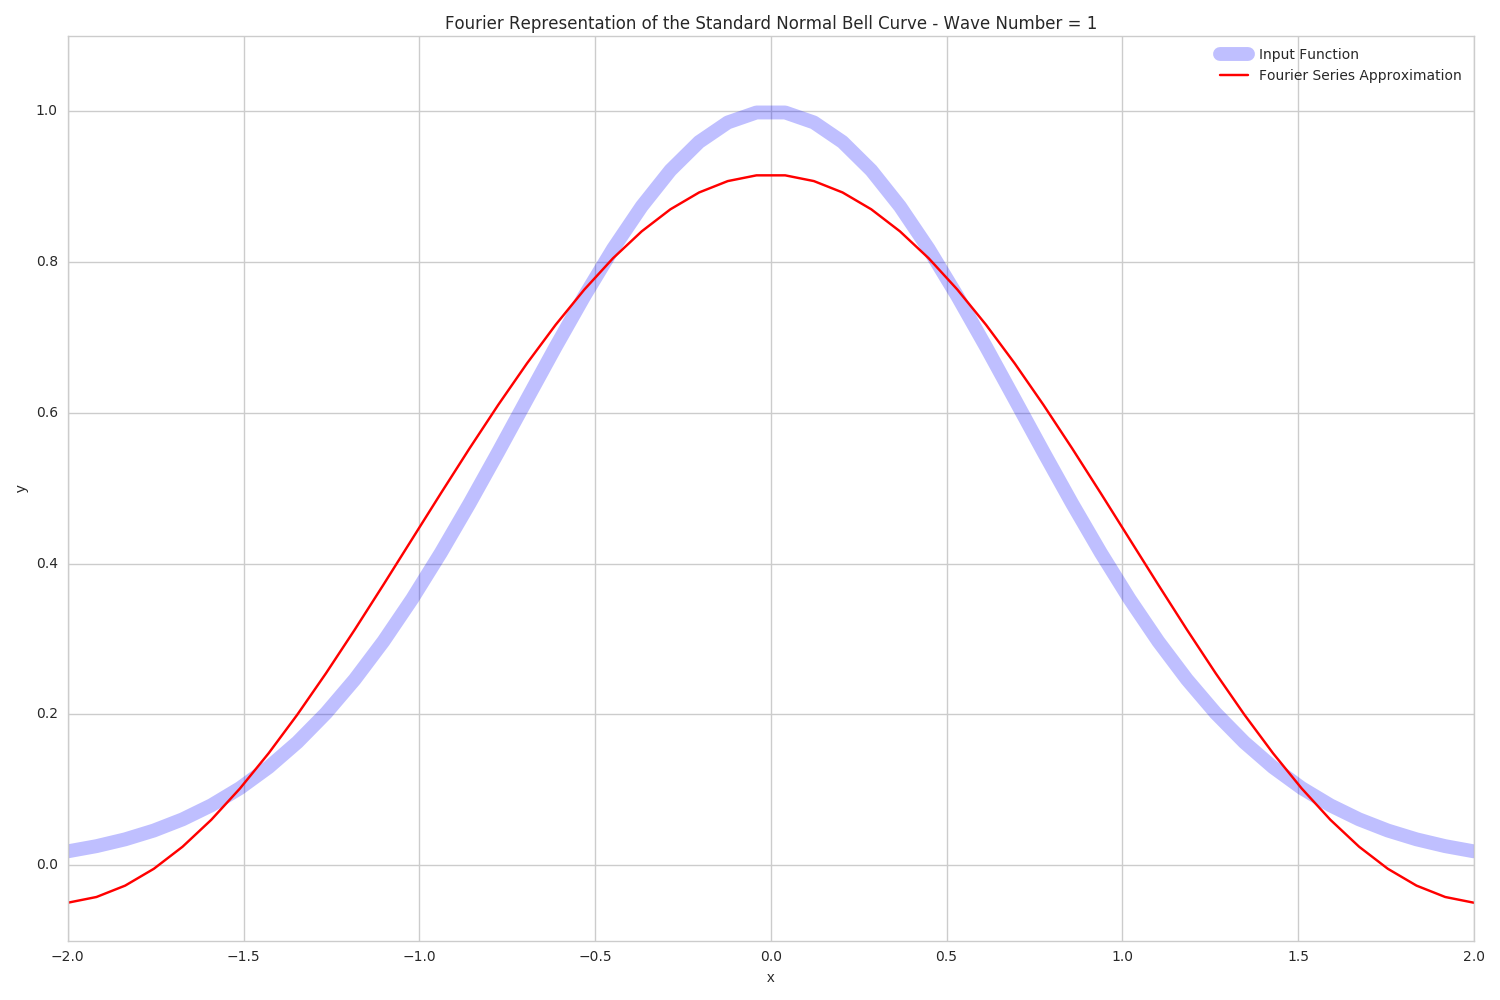 Fourier Representation of the Standard Normal Bell Curve - Wave Number = 1
Input Function
Fourier Series Approximation
1.0
0.8
0.6
0.4
0.2
0.0
y
−2.0 −1.5 −1.0 −0.5 0.0 0.5 1.0 1.5 2.0
x